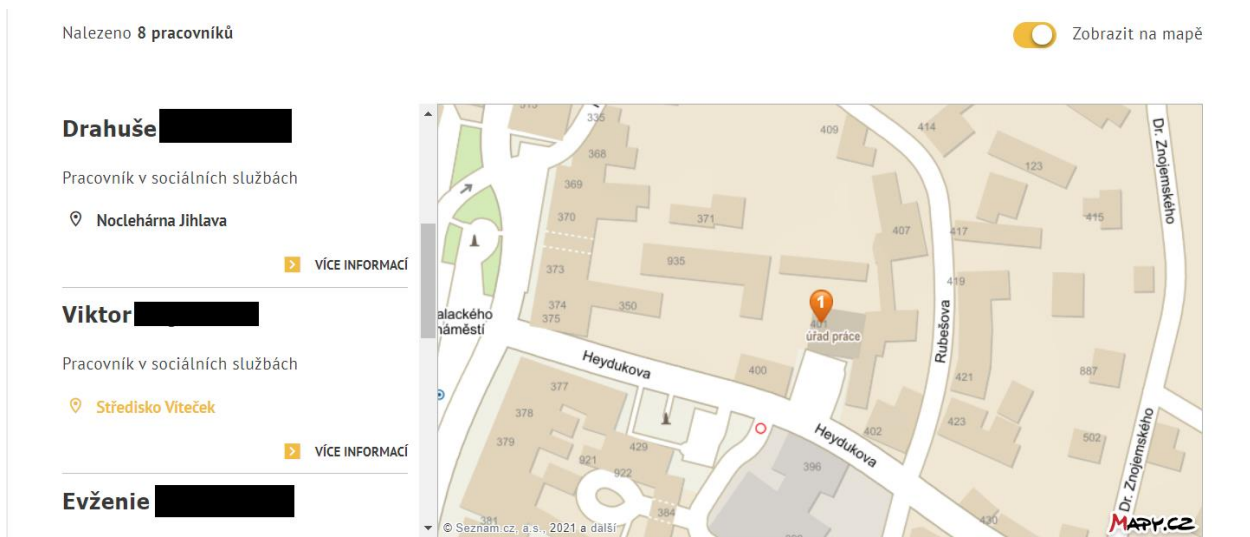 Nalezeno 8 pracovníků
Zobrazit na mapě
Drahuše
Pracovník v sociálních službách
Noclehárna Jihlava
VÍCE INFORMACÍ
Viktor
Pracovník v sociálních službách
Středisko Víteček
VÍCE INFORMACÍ
Evženie
335
368
369
370
371
373
374
375
350
935
409
414
123
415
407
417
419
1
401
úřad práce
alackého
náměstí
Heydukova
Rubešova
Dr. Znojemského
400
377
378
379
429
921
922
384
381
421
887
423
402
Heydukova
396
502
Dr. Znojemského
430
© Seznam.cz, a.s., 2021 a další
MAPY.CZ